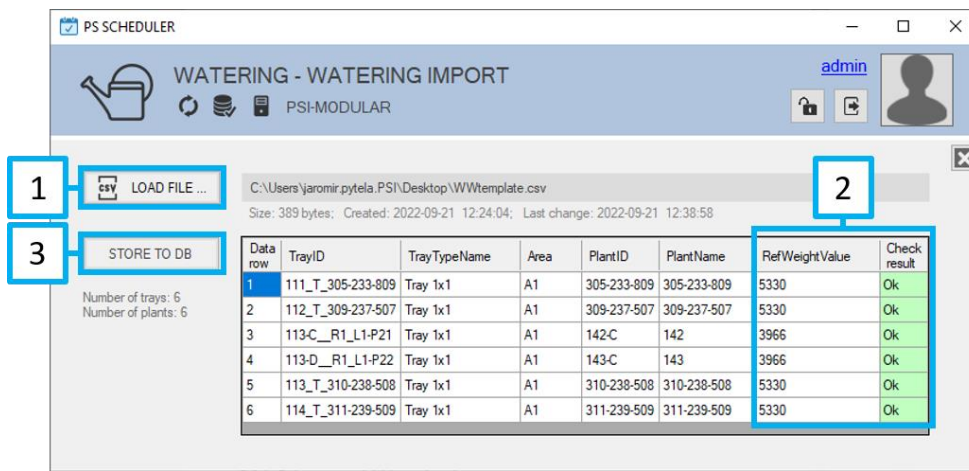 PS SCHEDULER
WATERING - WATERING IMPORT
admin
PSI-MODULAR
1
CSV LOAD FILE ...
C:\Users\jaromir.pytela.PSI\Desktop\WWtemplate.csv
2
Size: 389 bytes; Created: 2022-09-21 12:24:04; Last change: 2022-09-21 12:38:58
3
STORE TO DB
Number of trays: 6
Number of plants: 6
Data row TrayID TrayTypeName Area PlantID PlantName RefWeightValue Check result
1 111_T_305-233-809 Tray 1x1 A1 305-233-809 305-233-809 5330 Ok
2 112_T_309-237-507 Tray 1x1 A1 309-237-507 309-237-507 5330 Ok
3 113-C__R1_L1-P21 Tray 1x1 A1 142-C 142 3966 Ok
4 113-D__R1_L1-P22 Tray 1x1 A1 143-C 143 3966 Ok
5 113_T_310-238-508 Tray 1x1 A1 310-238-508 310-238-508 5330 Ok
6 114_T_311-239-509 Tray 1x1 A1 311-239-509 311-239-509 5330 Ok